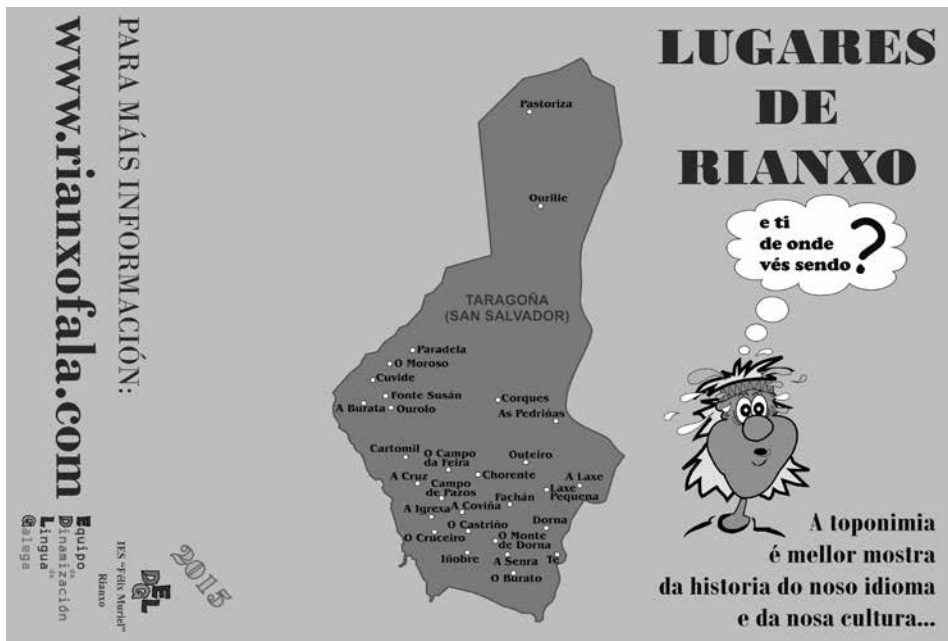 LUGARES
DE
RIANXO
e ti
de onde
vés sendo ?
A toponimia
é mellor mostra
da historia do noso idioma
e da nosa cultura...
Pastoriza
Ourille
TARAGOÑA
(SAN SALVADOR)
Paradela
O Moroso
Cuvide
Fonte Susán
A Burata
Ourolo
Corques
As Pedriñas
Cartomil
O Campo
da Feira
Outeiro
Chorente
A Cruz
Campo
de Pazos
A Laxe
Laxe
Pequena
Fachán
A Igrexa
A Coviña
O Castriño
Dorna
O Cruceiro
O Monte
de Dorna
Iñobre
A Senra
Te
O Burato
PARA MÁIS INFORMACIÓN:
www.rianxofala.com
Equipo
de
Dinamización
da
Lingua
Galega
EDLG
IES "Félix Muriel"
Rianxo
2015